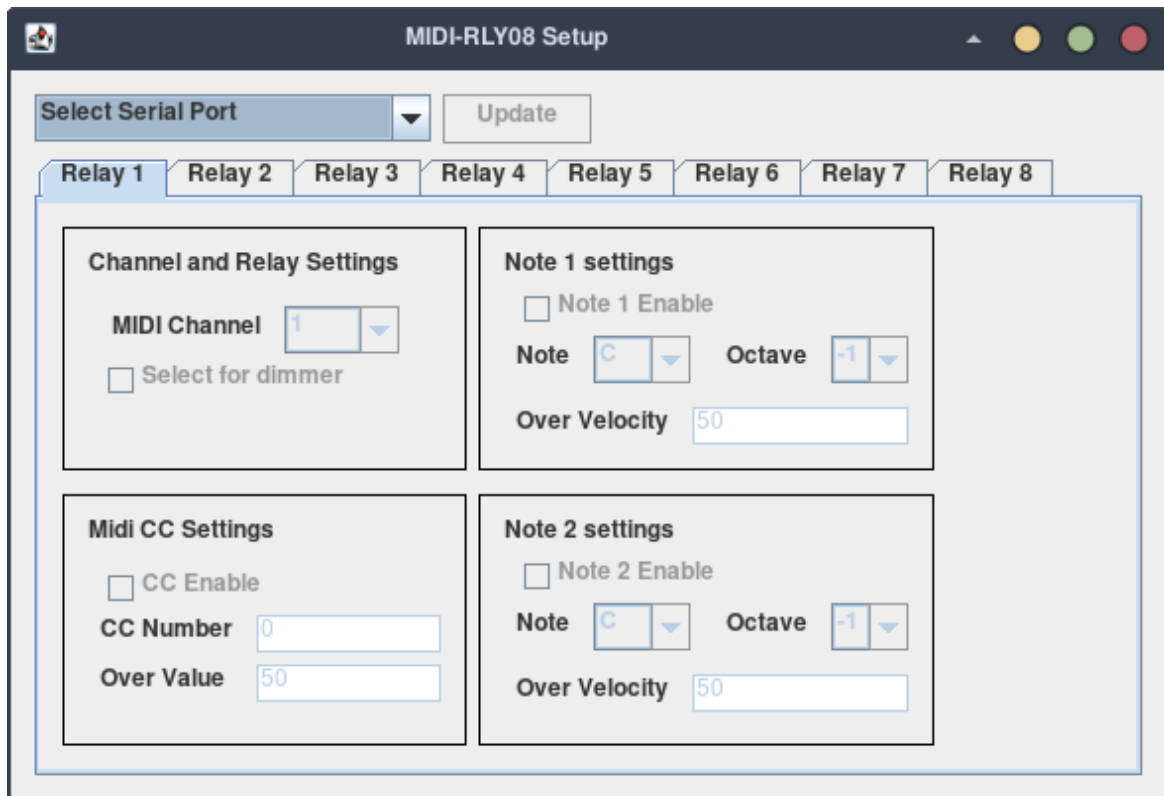 MIDI-RLY08 Setup
Select Serial Port Update
Relay 1 Relay 2 Relay 3 Relay 4 Relay 5 Relay 6 Relay 7 Relay 8
Channel and Relay Settings
MIDI Channel 1
Select for dimmer
Note 1 settings
Note 1 Enable
Note C Octave -1
Over Velocity 50
Midi CC Settings
CC Enable
CC Number 0
Over Value 50
Note 2 settings
Note 2 Enable
Note C Octave -1
Over Velocity 50